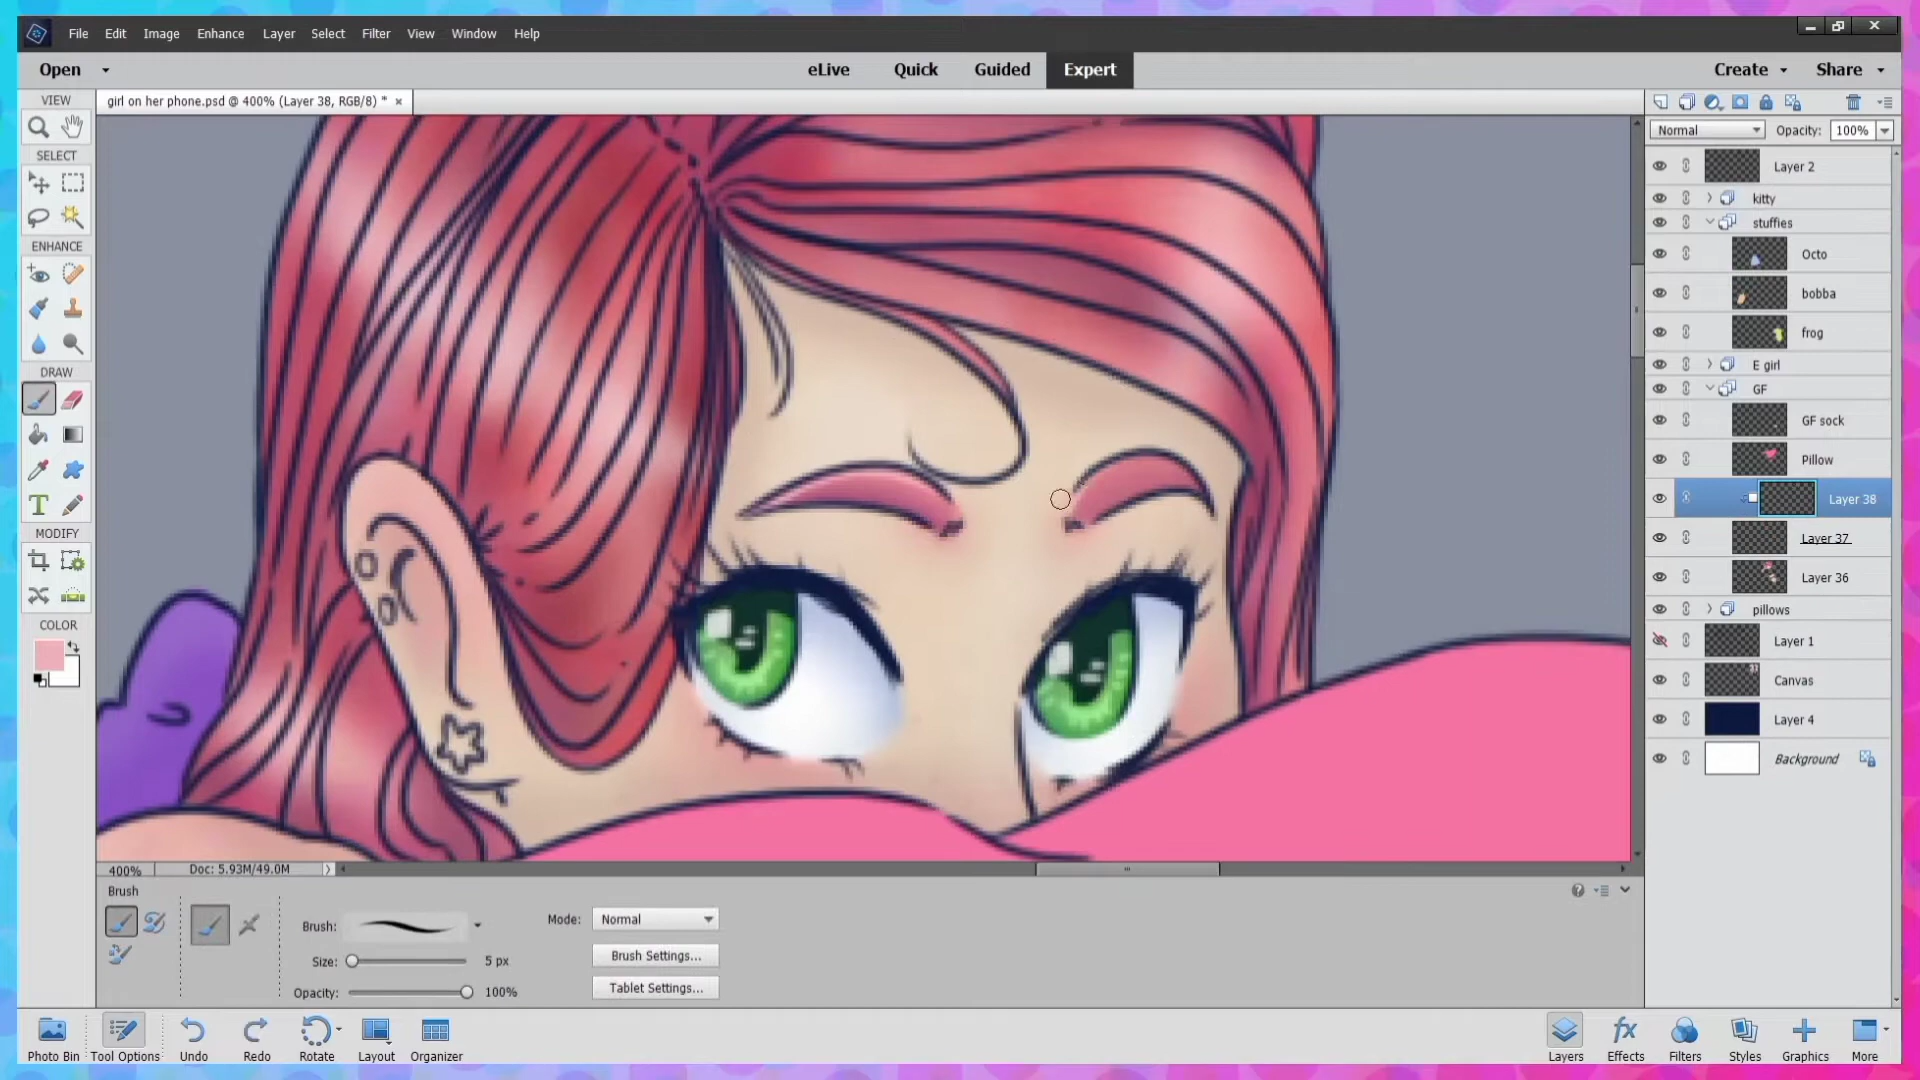 File Edit Image Enhance Layer Select Filter View Window Help
Open eLive Quick Guided Expert Create Share
VIEW
girl on her phone.psd @ 400% (Layer 38, RGB/8) *
Normal Opacity: 100%
SELECT
Layer 2
kitty
stuffies
ENHANCE
Octo
bobba
frog
DRAW
E girl
GF
GF sock
Pillow
T
Layer 38
MODIFY
Layer 37
Layer 36
pillows
COLOR
Layer 1
Canvas
Layer 4
Background
400% Doc: 5.93M/49.0M
Brush
Brush: Mode: Normal
Size: 5 px Brush Settings...
Opacity: 100% Tablet Settings...
Photo Bin Tool Options Undo Redo Rotate Layout Organizer Layers fx Effects Filters Styles Graphics More